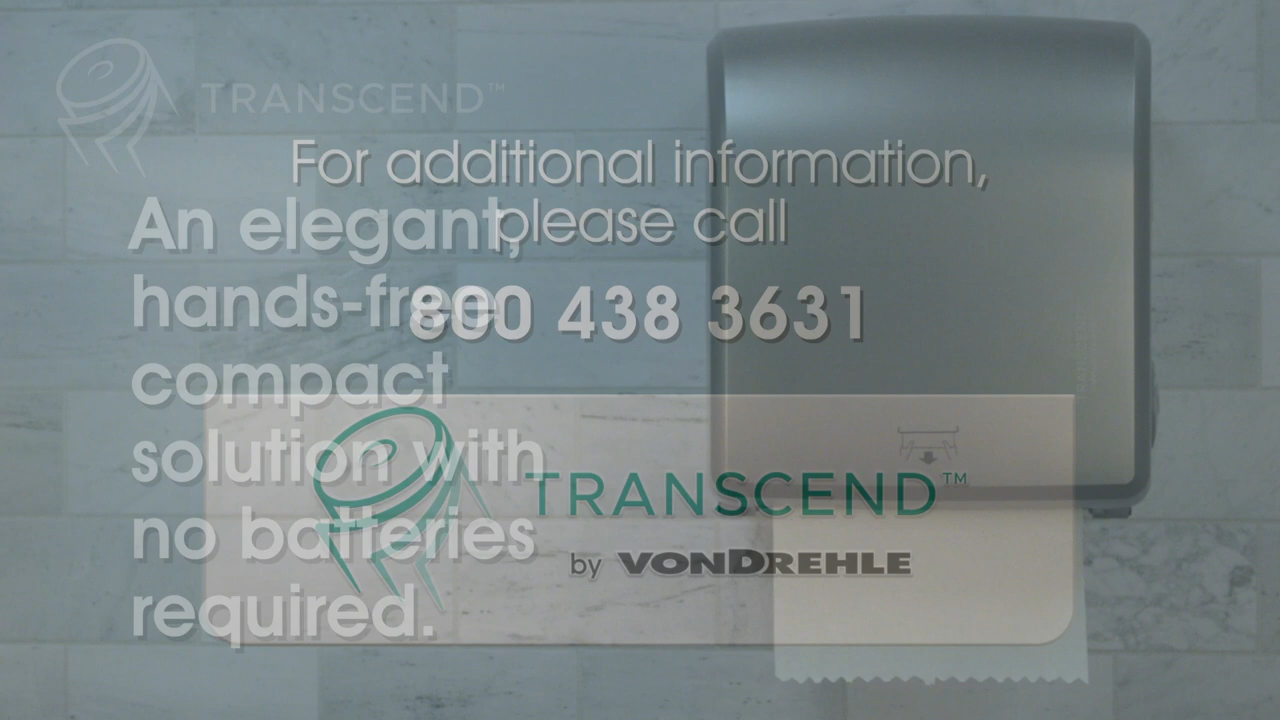 TRANSCEND™
For additional information,
please call
800 438 3631
An elegant,
hands-free
compact
solution with
no batteries
required.
TRANSCEND™
by VONDREHLE